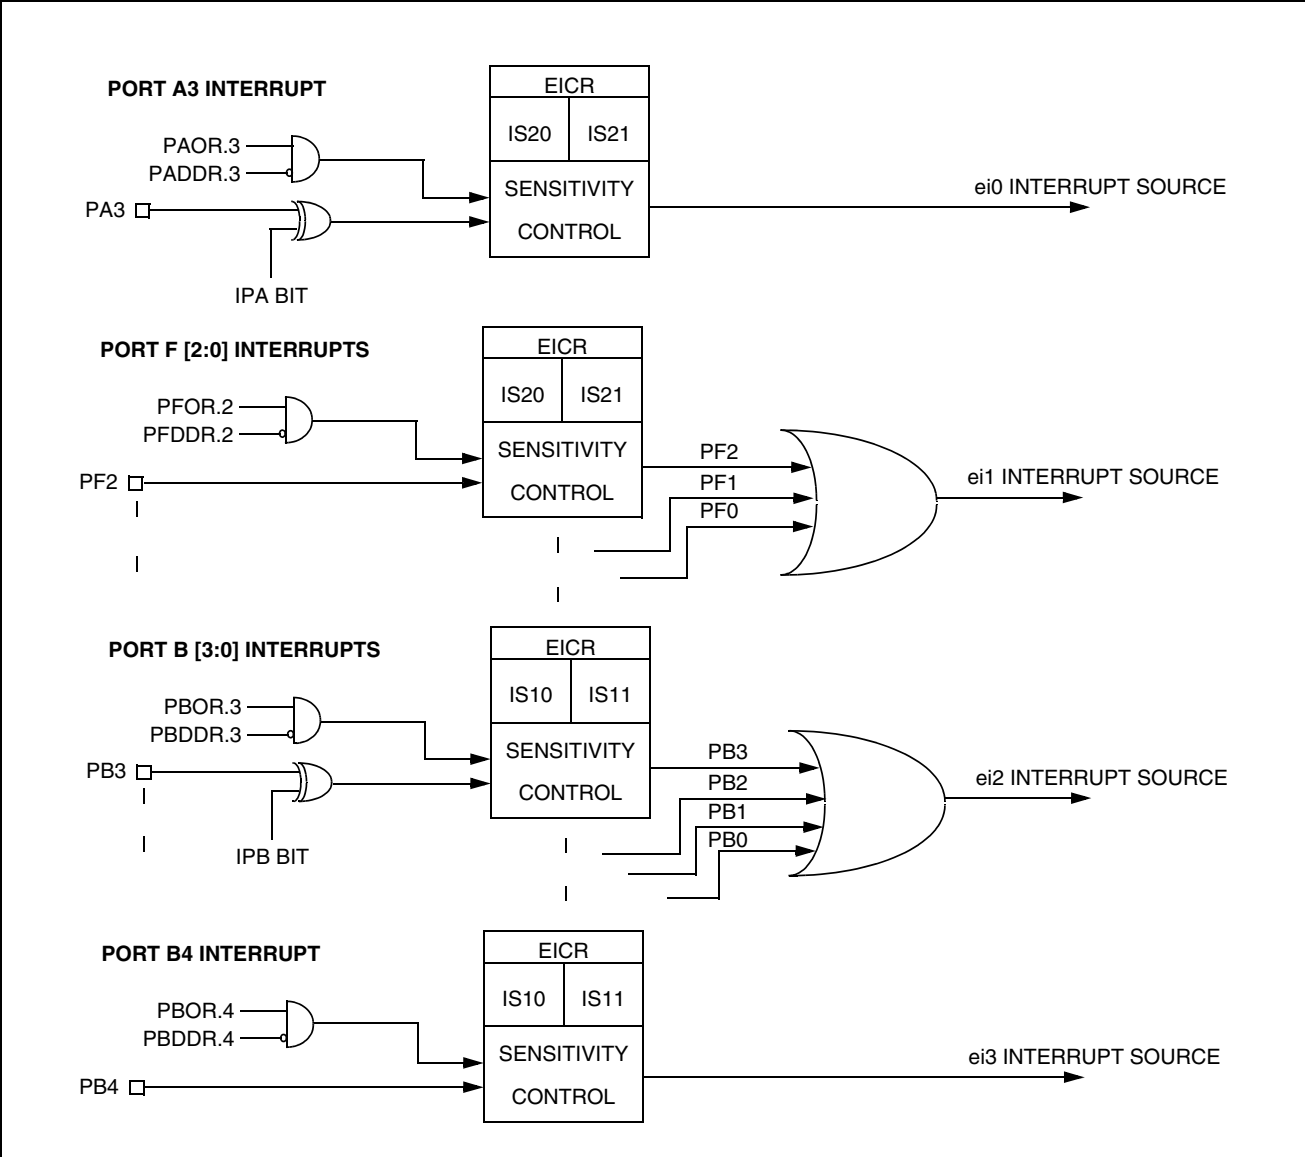 PORT A3 INTERRUPT
EICR
IS20 IS21
PAOR.3
PADDR.3
SENSITIVITY
CONTROL
PA3
IPA BIT
ei0 INTERRUPT SOURCE
PORT F [2:0] INTERRUPTS
EICR
IS20 IS21
PFOR.2
PFDDR.2
SENSITIVITY
CONTROL
PF2
PF2
PF1
PF0
ei1 INTERRUPT SOURCE
PORT B [3:0] INTERRUPTS
EICR
IS10 IS11
PBOR.3
PBDDR.3
SENSITIVITY
CONTROL
PB3
IPB BIT
PB3
PB2
PB1
PB0
ei2 INTERRUPT SOURCE
PORT B4 INTERRUPT
EICR
IS10 IS11
PBOR.4
PBDDR.4
SENSITIVITY
CONTROL
PB4
ei3 INTERRUPT SOURCE